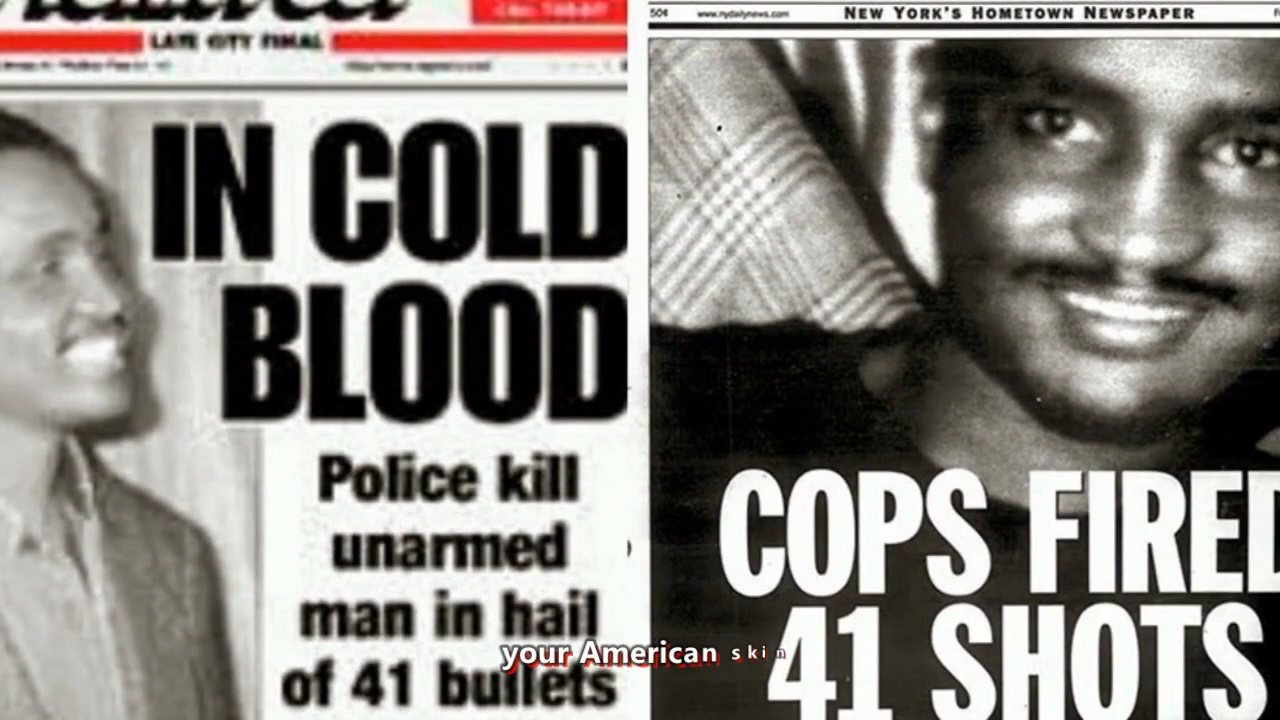 LATE CITY FINAL
IN COLD
BLOOD
Police kill
unarmed
man in hail
of 41 bullets
50¢ www.nydailynews.com NEW YORK'S HOMETOWN NEWSPAPER
COPS FIRED
41 SHOTS
your American skin